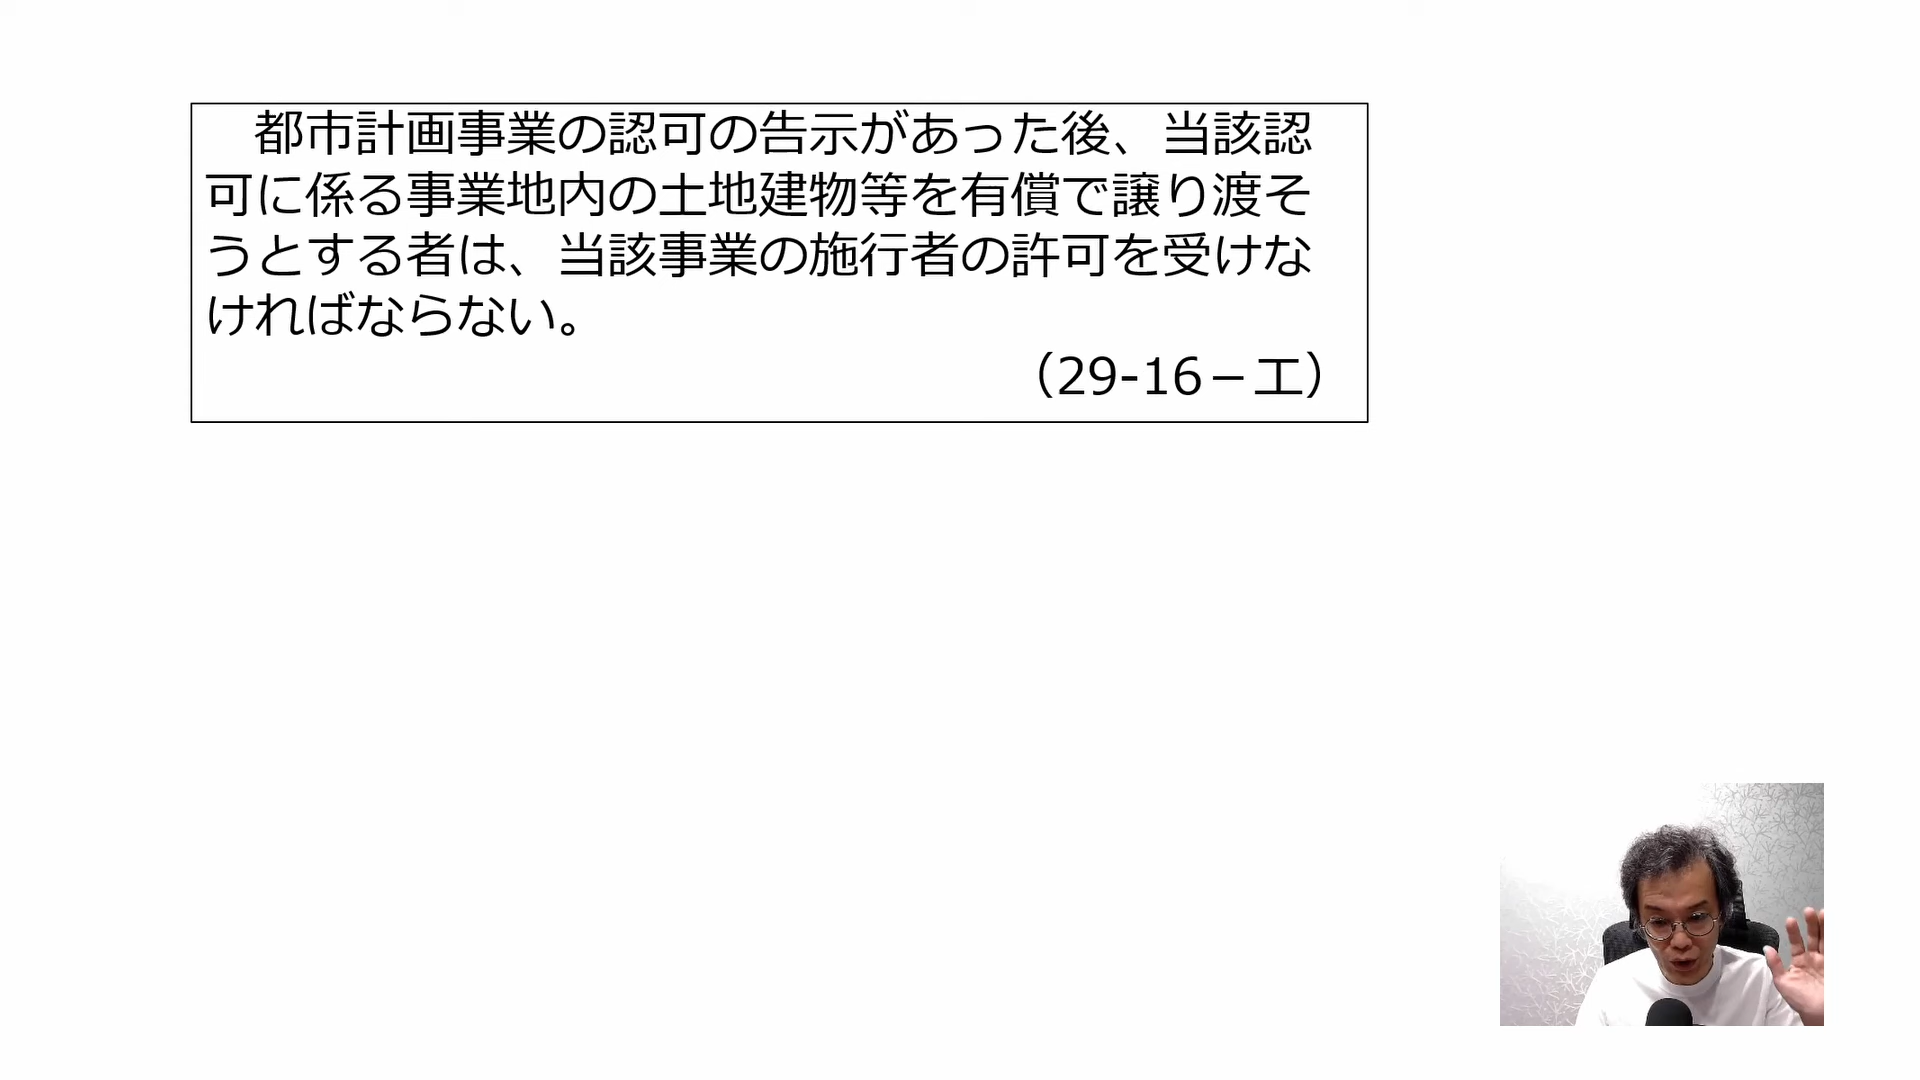 都市計画事業の認可の告示があった後、当該認
可に係る事業地内の土地建物等を有償で譲り渡そ
うとする者は、当該事業の施行者の許可を受けな
ければならない。
（29-16－エ）